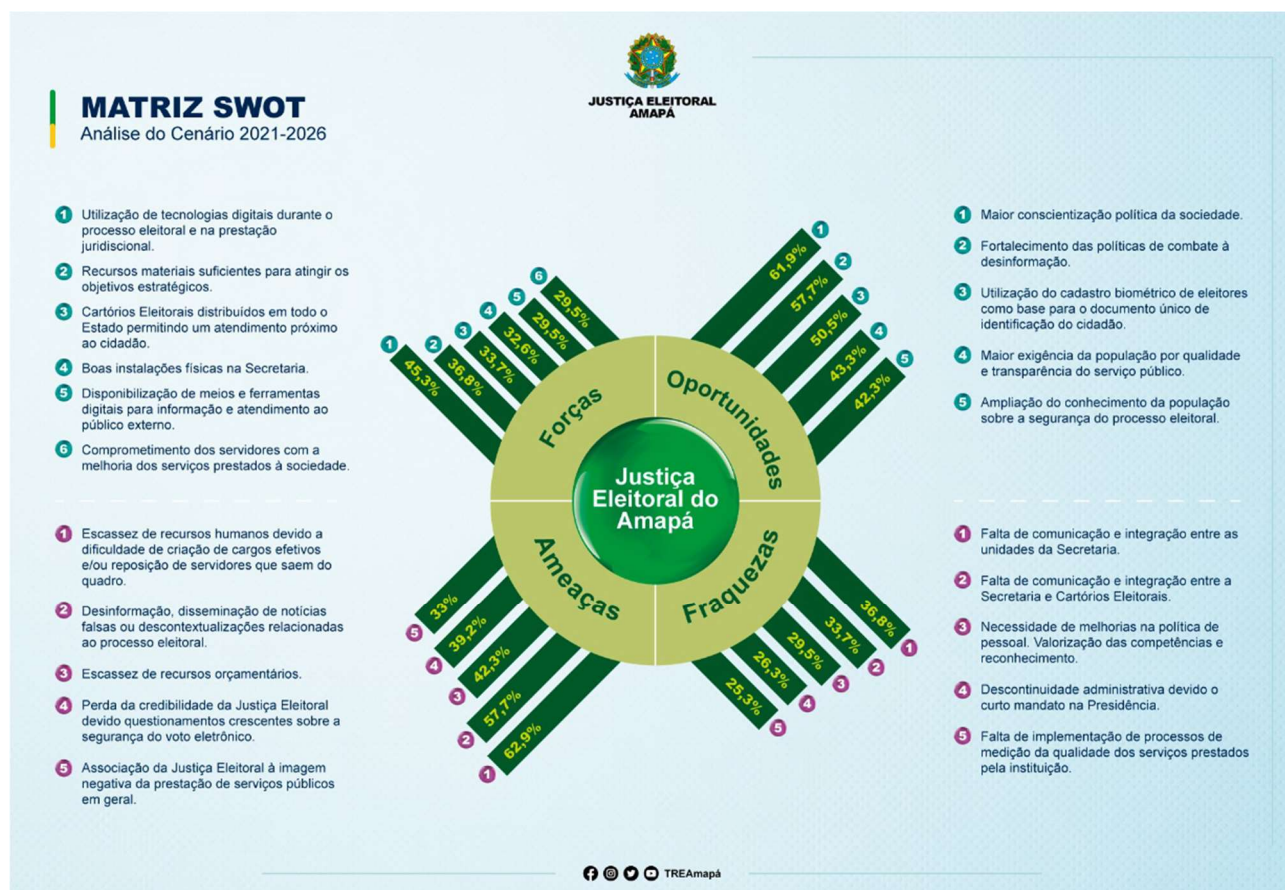 JUSTIÇA ELEITORAL
AMAPÁ
MATRIZ SWOT
Análise do Cenário 2021-2026
1 Utilização de tecnologias digitais durante o
processo eleitoral e na prestação
juridiscional.
2 Recursos materiais suficientes para atingir os
objetivos estratégicos.
3 Cartórios Eleitorais distribuídos em todo o
Estado permitindo um atendimento próximo
ao cidadão.
4 Boas instalações físicas na Secretaria.
5 Disponibilização de meios e ferramentas
digitais para informação e atendimento ao
público externo.
6 Comprometimento dos servidores com a
melhoria dos serviços prestados à sociedade.
1 45,3%
2 36,8%
3 33,7%
4 32,6%
5 29,5%
6 29,5%
Forças
1 61,9%
2 57,7%
3 50,5%
4 43,3%
5 42,3%
Oportunidades
1 Maior conscientização política da sociedade.
2 Fortalecimento das políticas de combate à
desinformação.
3 Utilização do cadastro biométrico de eleitores
como base para o documento único de
identificação do cidadão.
4 Maior exigência da população por qualidade
e transparência do serviço público.
5 Ampliação do conhecimento da população
sobre a segurança do processo eleitoral.
Justiça
Eleitoral do
Amapá
1 Escassez de recursos humanos devido a
dificuldade de criação de cargos efetivos
e/ou reposição de servidores que saem do
quadro.
2 Desinformação, disseminação de notícias
falsas ou descontextualizações relacionadas
ao processo eleitoral.
3 Escassez de recursos orçamentários.
4 Perda da credibilidade da Justiça Eleitoral
devido questionamentos crescentes sobre a
segurança do voto eletrônico.
5 Associação da Justiça Eleitoral à imagem
negativa da prestação de serviços públicos
em geral.
Ameaças
33% 5
39,2% 4
42,3% 3
57,7% 2
62,9% 1
Fraquezas
36,8% 1
33,7% 2
29,5% 3
26,3% 4
25,3% 5
1 Falta de comunicação e integração entre as
unidades da Secretaria.
2 Falta de comunicação e integração entre a
Secretaria e Cartórios Eleitorais.
3 Necessidade de melhorias na política de
pessoal. Valorização das competências e
reconhecimento.
4 Descontinuidade administrativa devido o
curto mandato na Presidência.
5 Falta de implementação de processos de
medição da qualidade dos serviços prestados
pela instituição.
TREAmapá